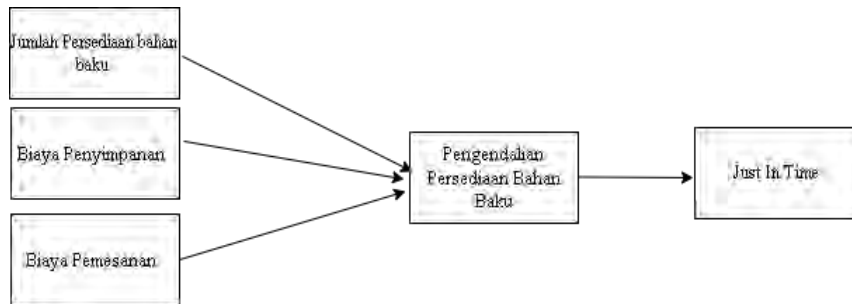 Jumlah Persediaan bahan
baku
Biaya Penyimpanan
Biaya Pemesanan
Pengendalian
Persediaan Bahan
Baku
Just In Time